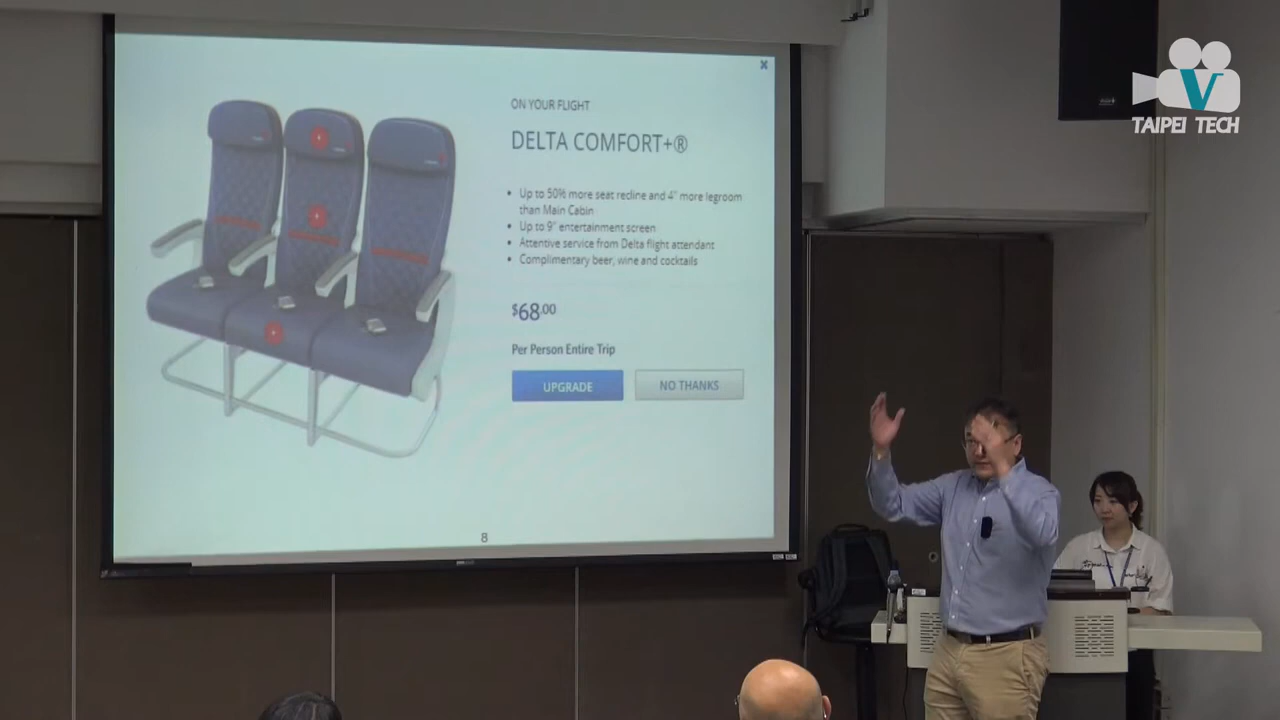 ON YOUR FLIGHT
DELTA COMFORT+®
• Up to 50% more seat recline and 4" more legroom
than Main Cabin
• Up to 9" entertainment screen
• Attentive service from Delta flight attendant
• Complimentary beer, wine and cocktails
$68.00
Per Person Entire Trip
UPGRADE
NO THANKS
8
V
TAIPEI TECH